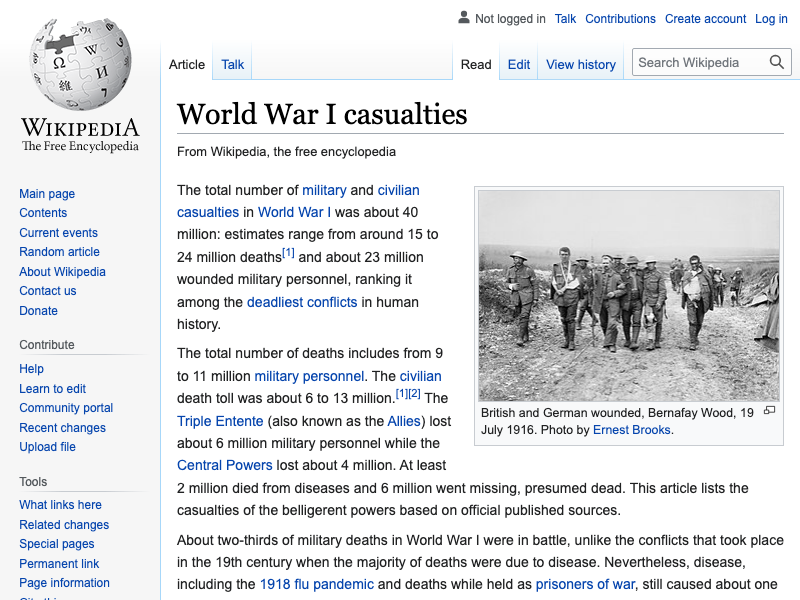 Not logged in Talk Contributions Create account Log in
Article Talk Read Edit View history Search Wikipedia
Ω W И 維 7
WIKIPEDIA
The Free Encyclopedia
Main page
Contents
Current events
Random article
About Wikipedia
Contact us
Donate
Contribute
Help
Learn to edit
Community portal
Recent changes
Upload file
Tools
What links here
Related changes
Special pages
Permanent link
Page information
World War I casualties
From Wikipedia, the free encyclopedia
The total number of military and civilian
casualties in World War I was about 40
million: estimates range from around 15 to
24 million deaths[1] and about 23 million
wounded military personnel, ranking it
among the deadliest conflicts in human
history.
The total number of deaths includes from 9
to 11 million military personnel. The civilian
death toll was about 6 to 13 million.[1][2] The
Triple Entente (also known as the Allies) lost
about 6 million military personnel while the
Central Powers lost about 4 million. At least
2 million died from diseases and 6 million went missing, presumed dead. This article lists the
casualties of the belligerent powers based on official published sources.
British and German wounded, Bernafay Wood, 19
July 1916. Photo by Ernest Brooks.
About two-thirds of military deaths in World War I were in battle, unlike the conflicts that took place
in the 19th century when the majority of deaths were due to disease. Nevertheless, disease,
including the 1918 flu pandemic and deaths while held as prisoners of war, still caused about one